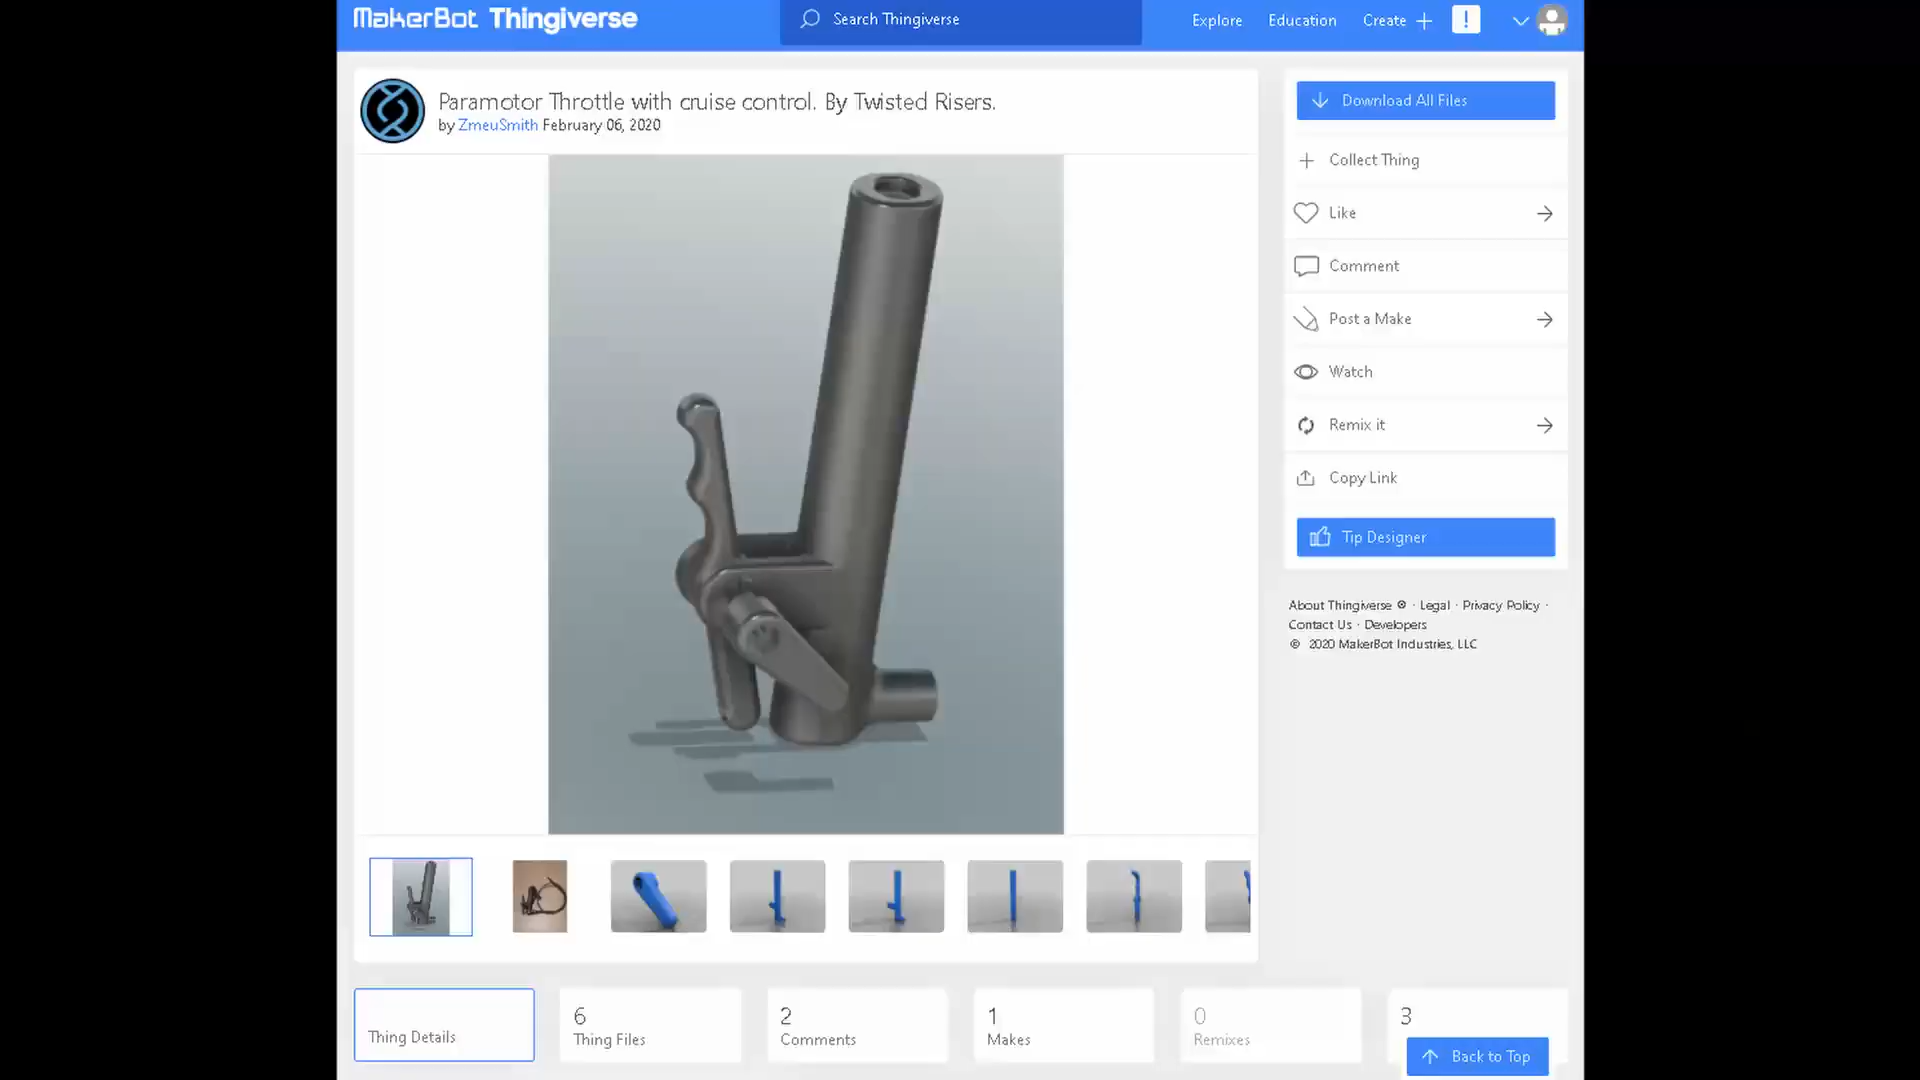 MakerBot Thingiverse
Search Thingiverse
Explore
Education
Create
!
Paramotor Throttle with cruise control. By Twisted Risers.
by ZmeuSmith February 06, 2020
Download All Files
Collect Thing
Like
Comment
Post a Make
Watch
Remix it
Copy Link
Tip Designer
About Thingiverse ® · Legal · Privacy Policy ·
Contact Us · Developers
© 2020 MakerBot Industries, LLC
Thing Details
6
Thing Files
2
Comments
1
Makes
0
Remixes
3
Back to Top